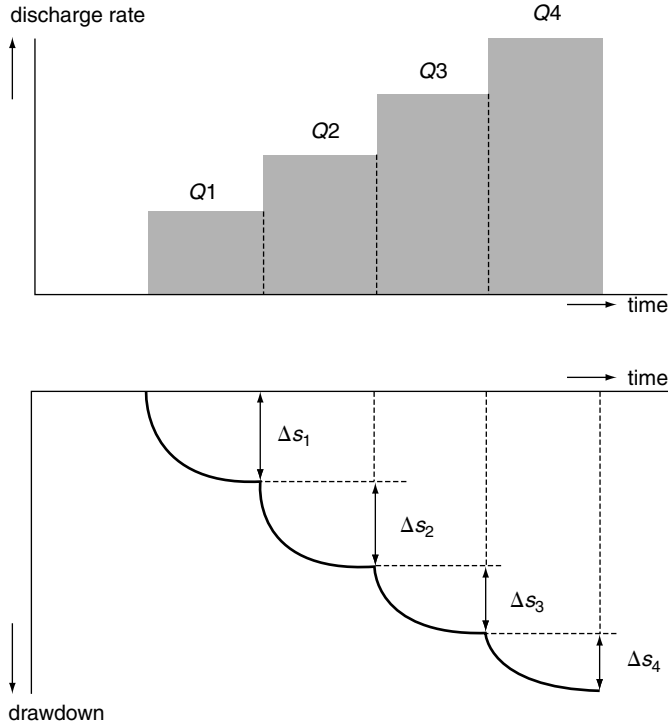 discharge rate
Q4
Q3
Q2
Q1
time
time
Δs1
Δs2
Δs3
Δs4
drawdown